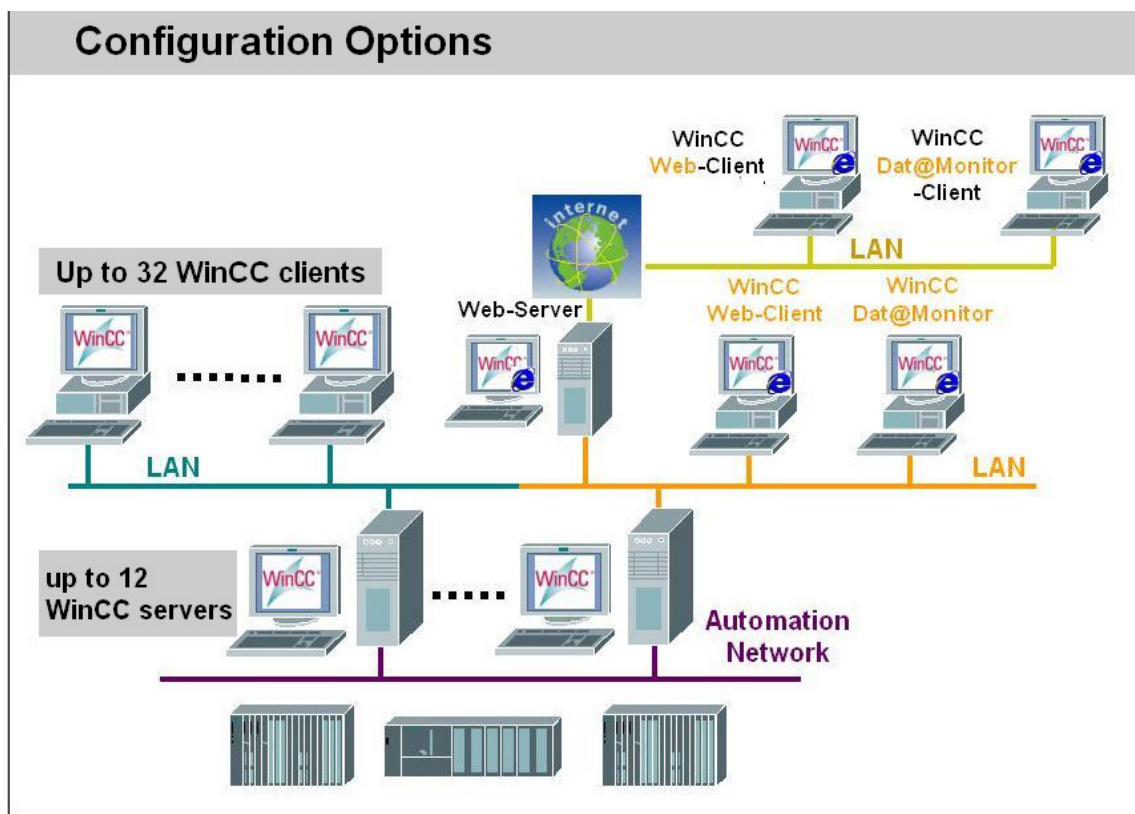 Configuration Options
WinCC
Web-Client
WinCC
Dat@Monitor
-Client
WinCC
WinCC
internet
LAN
Up to 32 WinCC clients
WinCC
Web-Client
WinCC
Dat@Monitor
Web-Server
WinCC
WinCC
WinC
WinCC
WinCC
LAN
LAN
up to 12
WinCC servers
WinCC
WinCC
Automation
Network